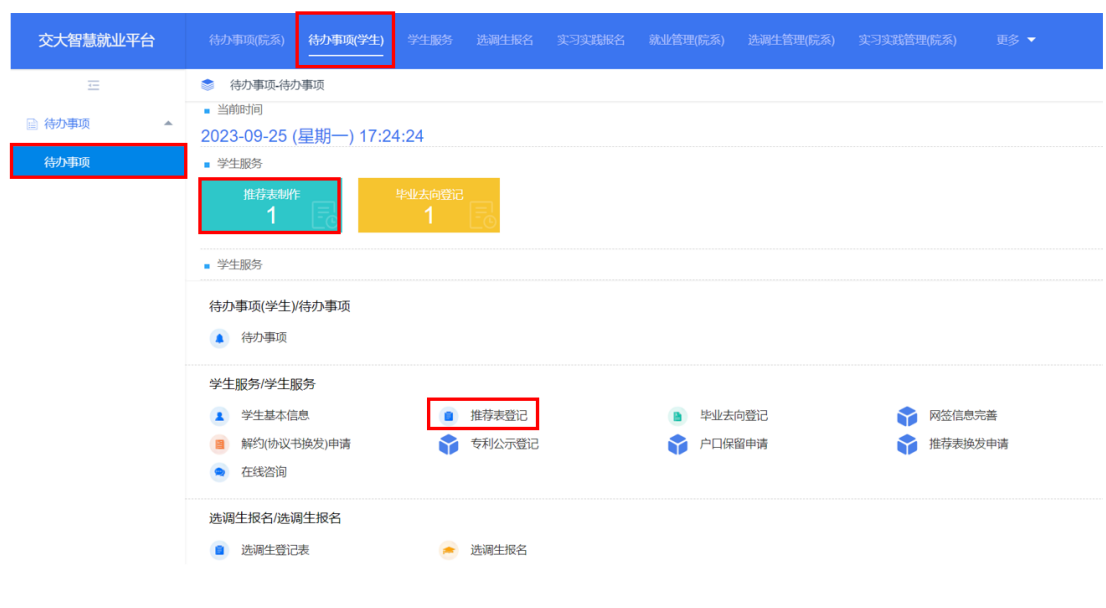 交大智慧就业平台
待办事项(院系) 待办事项(学生) 学生服务 选调生报名 实习实践报名 就业管理(院系) 选调生管理(院系) 实习实践管理(院系) 更多
待办事项-待办事项
待办事项
待办事项
当前时间
2023-09-25 (星期一) 17:24:24
学生服务
推荐表制作 毕业去向登记
1 1
学生服务
待办事项(学生)/待办事项
待办事项
学生服务/学生服务
学生基本信息 推荐表登记 毕业去向登记 网签信息完善
解约(协议书换发)申请 专利公示登记 户口保留申请 推荐表换发申请
在线咨询
选调生报名/选调生报名
选调生登记表 选调生报名